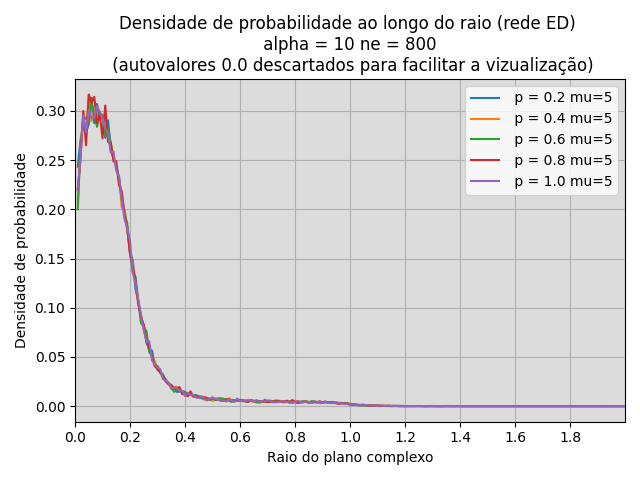 Densidade de probabilidade ao longo do raio (rede ED)
alpha = 10 ne = 800
(autovalores 0.0 descartados para facilitar a vizualização)
p = 0.2 mu=5
p = 0.4 mu=5
p = 0.6 mu=5
p = 0.8 mu=5
p = 1.0 mu=5
Densidade de probabilidade
0.30
0.25
0.20
0.15
0.10
0.05
0.00
0.0 0.2 0.4 0.6 0.8 1.0 1.2 1.4 1.6 1.8
Raio do plano complexo